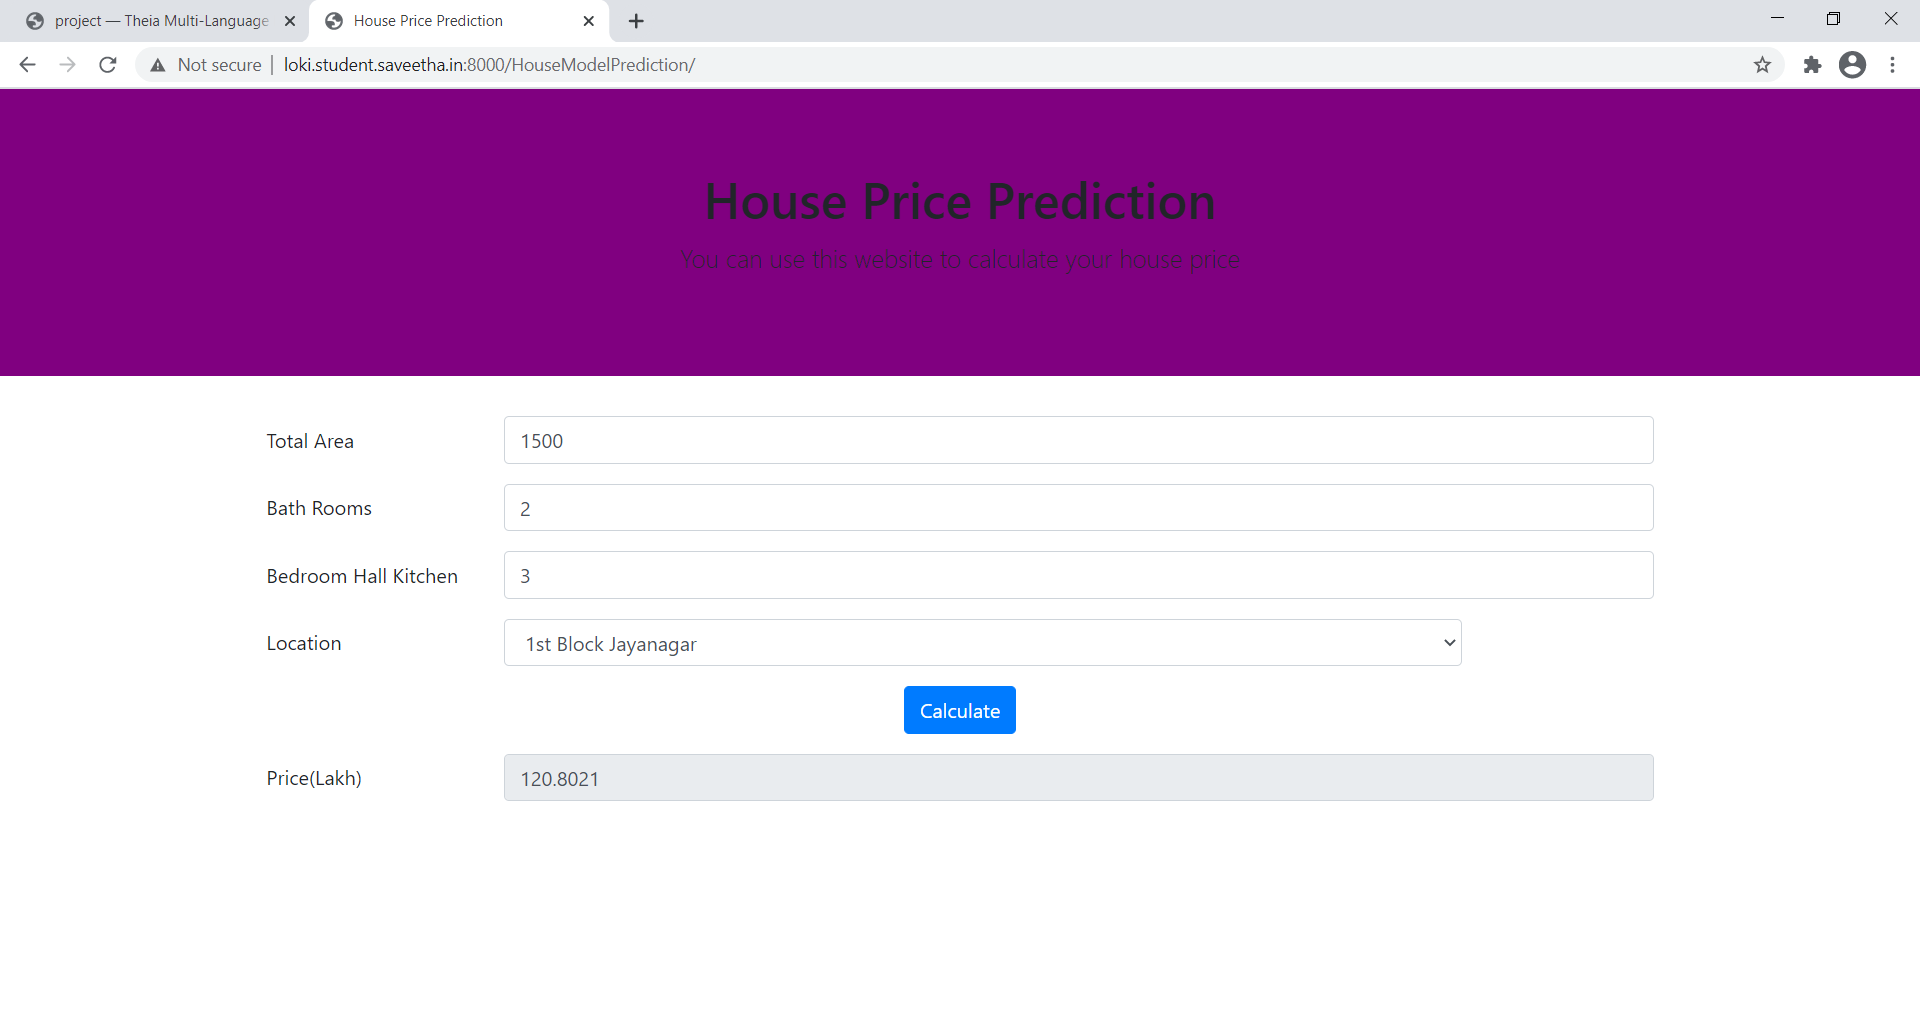 project — Theia Multi-Language
House Price Prediction
Not secure
loki.student.saveetha.in:8000/HouseModelPrediction/
House Price Prediction
You can use this website to calculate your house price
Total Area
1500
Bath Rooms
2
Bedroom Hall Kitchen
3
Location
1st Block Jayanagar
Calculate
Price(Lakh)
120.8021